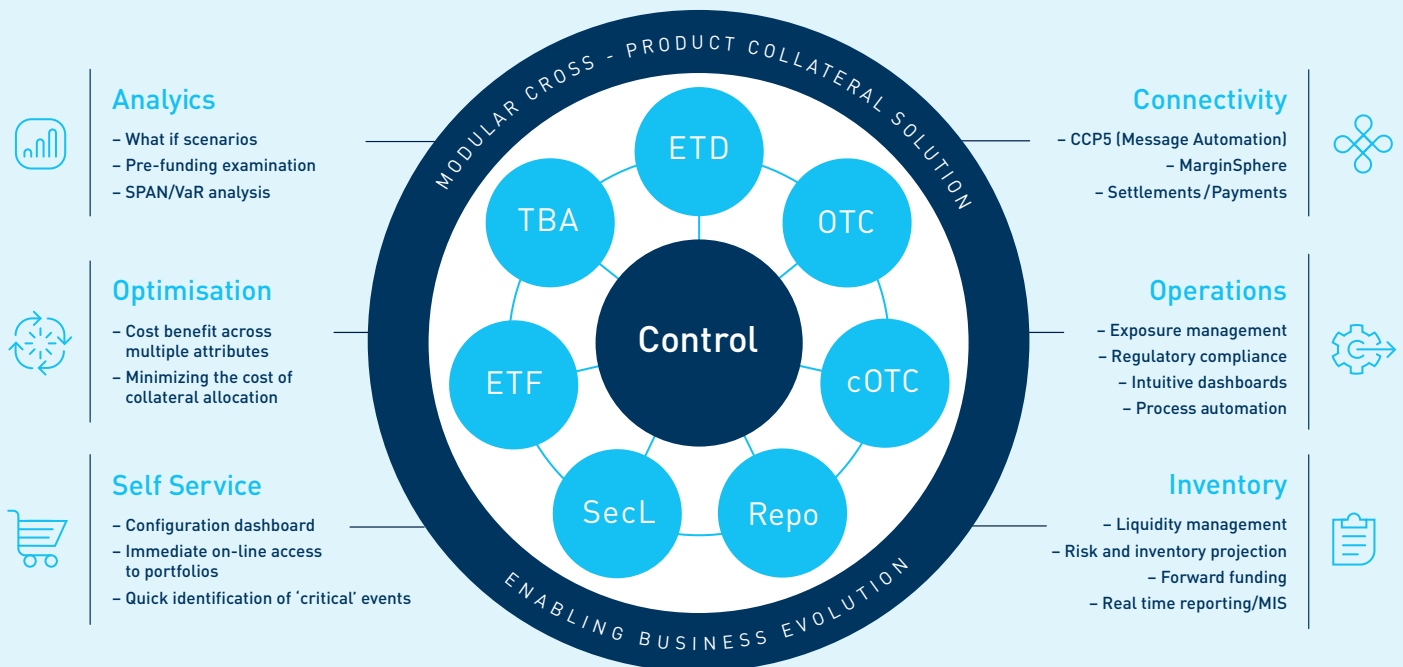 MODULAR CROSS - PRODUCT COLLATERAL SOLUTION
Analyics
– What if scenarios
– Pre-funding examination
– SPAN/VaR analysis
Optimisation
– Cost benefit across
multiple attributes
– Minimizing the cost of
collateral allocation
Self Service
– Configuration dashboard
– Immediate on-line access
to portfolios
– Quick identification of ‘critical’ events
ETD
TBA
OTC
Control
ETF
cOTC
SecL
Repo
Connectivity
– CCP5 (Message Automation)
– MarginSphere
– Settlements/Payments
Operations
– Exposure management
– Regulatory compliance
– Intuitive dashboards
– Process automation
Inventory
– Liquidity management
– Risk and inventory projection
– Forward funding
– Real time reporting/MIS
ENABLING BUSINESS EVOLUTION